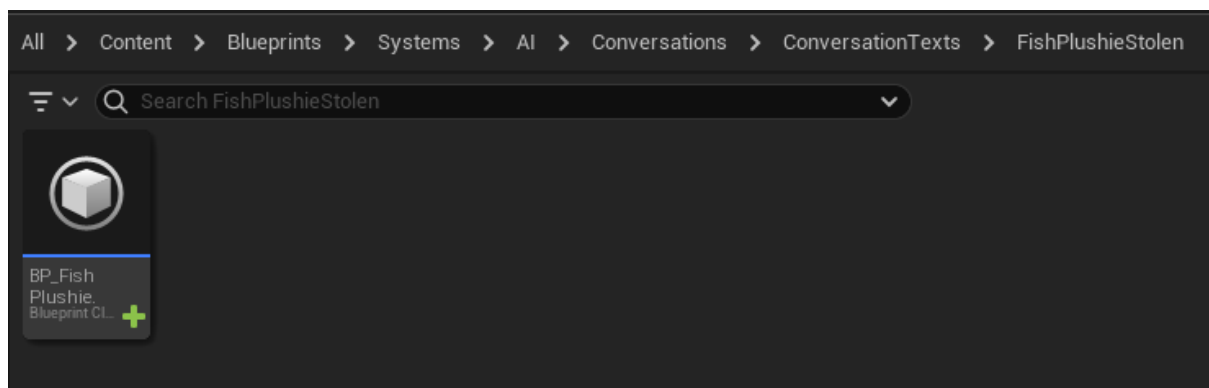 All > Content > Blueprints > Systems > AI > Conversations > ConversationTexts > FishPlushieStolen
Search FishPlushieStolen
BP_Fish
Plushie.
Blueprint Cl...